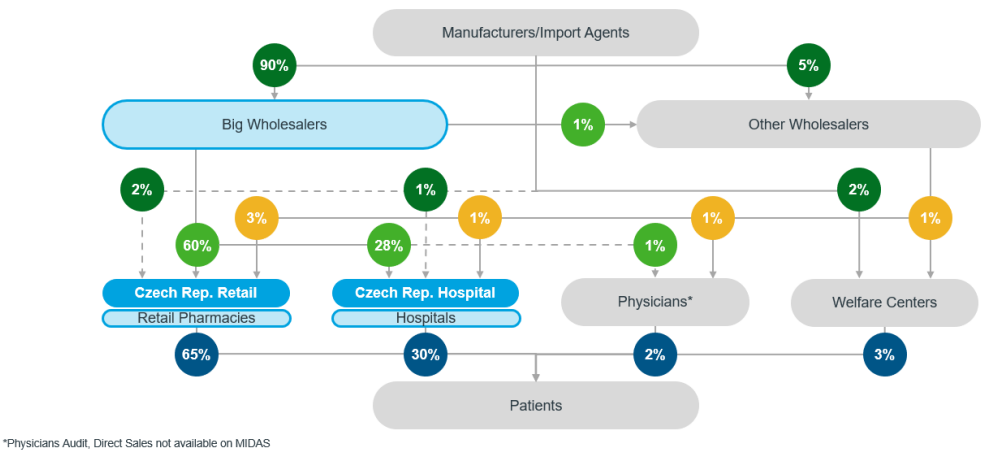 Manufacturers/Import Agents
90%
5%
Big Wholesalers
1%
Other Wholesalers
2%
1%
2%
3%
1%
1%
1%
60%
28%
1%
Czech Rep. Retail
Czech Rep. Hospital
Physicians*
Welfare Centers
Retail Pharmacies
Hospitals
65%
30%
2%
3%
Patients
*Physicians Audit, Direct Sales not available on MIDAS